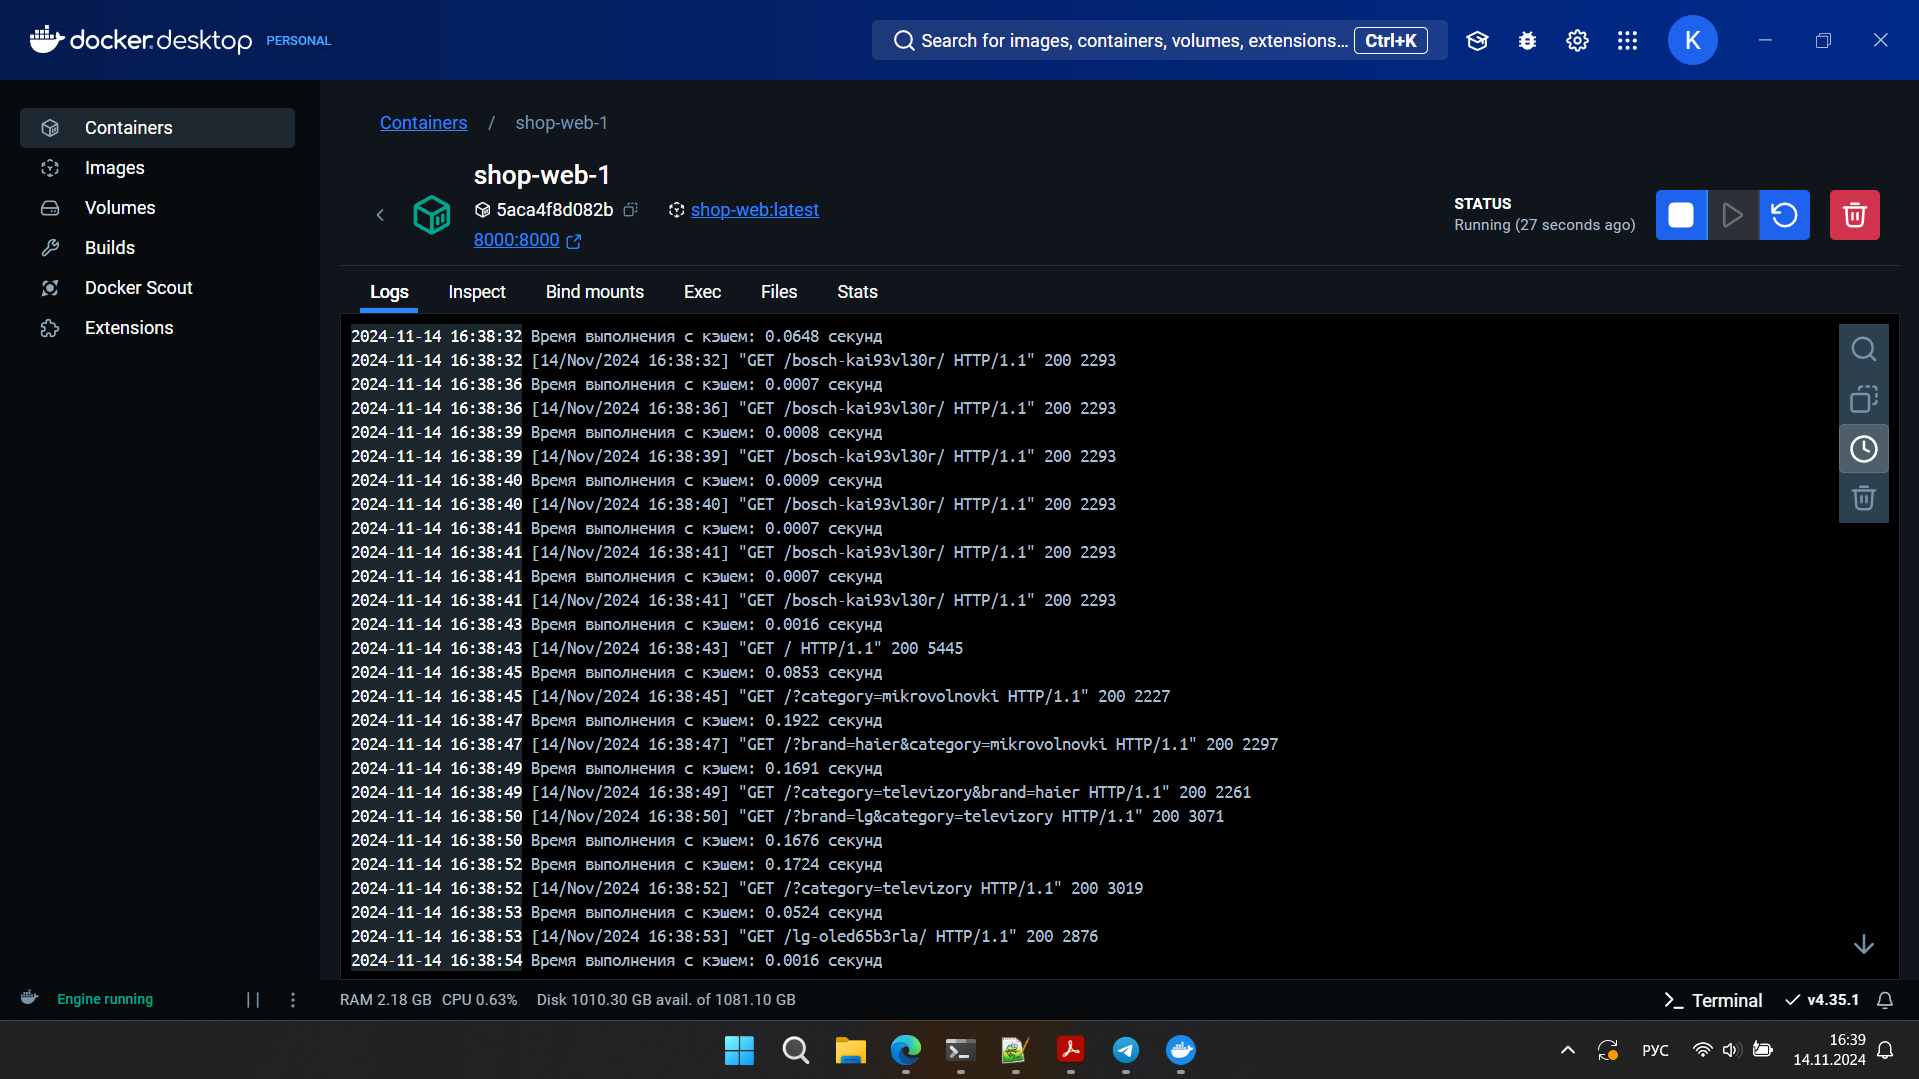 docker.desktop PERSONAL
Search for images, containers, volumes, extensions... Ctrl+K
K
Containers
Images
Volumes
Builds
Docker Scout
Extensions
Containers / shop-web-1
shop-web-1
5aca4f8d082b shop-web:latest
8000:8000
STATUS
Running (27 seconds ago)
Logs Inspect Bind mounts Exec Files Stats
2024-11-14 16:38:32 Время выполнения с кэшем: 0.0648 секунд
2024-11-14 16:38:32 [14/Nov/2024 16:38:32] "GET /bosch-kai93vl30r/ HTTP/1.1" 200 2293
2024-11-14 16:38:36 Время выполнения с кэшем: 0.0007 секунд
2024-11-14 16:38:36 [14/Nov/2024 16:38:36] "GET /bosch-kai93vl30r/ HTTP/1.1" 200 2293
2024-11-14 16:38:39 Время выполнения с кэшем: 0.0008 секунд
2024-11-14 16:38:39 [14/Nov/2024 16:38:39] "GET /bosch-kai93vl30r/ HTTP/1.1" 200 2293
2024-11-14 16:38:40 Время выполнения с кэшем: 0.0009 секунд
2024-11-14 16:38:40 [14/Nov/2024 16:38:40] "GET /bosch-kai93vl30r/ HTTP/1.1" 200 2293
2024-11-14 16:38:41 Время выполнения с кэшем: 0.0007 секунд
2024-11-14 16:38:41 [14/Nov/2024 16:38:41] "GET /bosch-kai93vl30r/ HTTP/1.1" 200 2293
2024-11-14 16:38:41 Время выполнения с кэшем: 0.0007 секунд
2024-11-14 16:38:41 [14/Nov/2024 16:38:41] "GET /bosch-kai93vl30r/ HTTP/1.1" 200 2293
2024-11-14 16:38:43 Время выполнения с кэшем: 0.0016 секунд
2024-11-14 16:38:43 [14/Nov/2024 16:38:43] "GET / HTTP/1.1" 200 5445
2024-11-14 16:38:45 Время выполнения с кэшем: 0.0853 секунд
2024-11-14 16:38:45 [14/Nov/2024 16:38:45] "GET /?category=mikrovolnovki HTTP/1.1" 200 2227
2024-11-14 16:38:47 Время выполнения с кэшем: 0.1922 секунд
2024-11-14 16:38:47 [14/Nov/2024 16:38:47] "GET /?brand=haier&category=mikrovolnovki HTTP/1.1" 200 2297
2024-11-14 16:38:49 Время выполнения с кэшем: 0.1691 секунд
2024-11-14 16:38:49 [14/Nov/2024 16:38:49] "GET /?category=televizory&brand=haier HTTP/1.1" 200 2261
2024-11-14 16:38:50 [14/Nov/2024 16:38:50] "GET /?brand=lg&category=televizory HTTP/1.1" 200 3071
2024-11-14 16:38:50 Время выполнения с кэшем: 0.1676 секунд
2024-11-14 16:38:52 Время выполнения с кэшем: 0.1724 секунд
2024-11-14 16:38:52 [14/Nov/2024 16:38:52] "GET /?category=televizory HTTP/1.1" 200 3019
2024-11-14 16:38:53 Время выполнения с кэшем: 0.0524 секунд
2024-11-14 16:38:53 [14/Nov/2024 16:38:53] "GET /lg-oled65b3rla/ HTTP/1.1" 200 2876
2024-11-14 16:38:54 Время выполнения с кэшем: 0.0016 секунд
Engine running RAM 2.18 GB CPU 0.63% Disk 1010.30 GB avail. of 1081.10 GB Terminal v4.35.1
РУС
16:39
14.11.2024